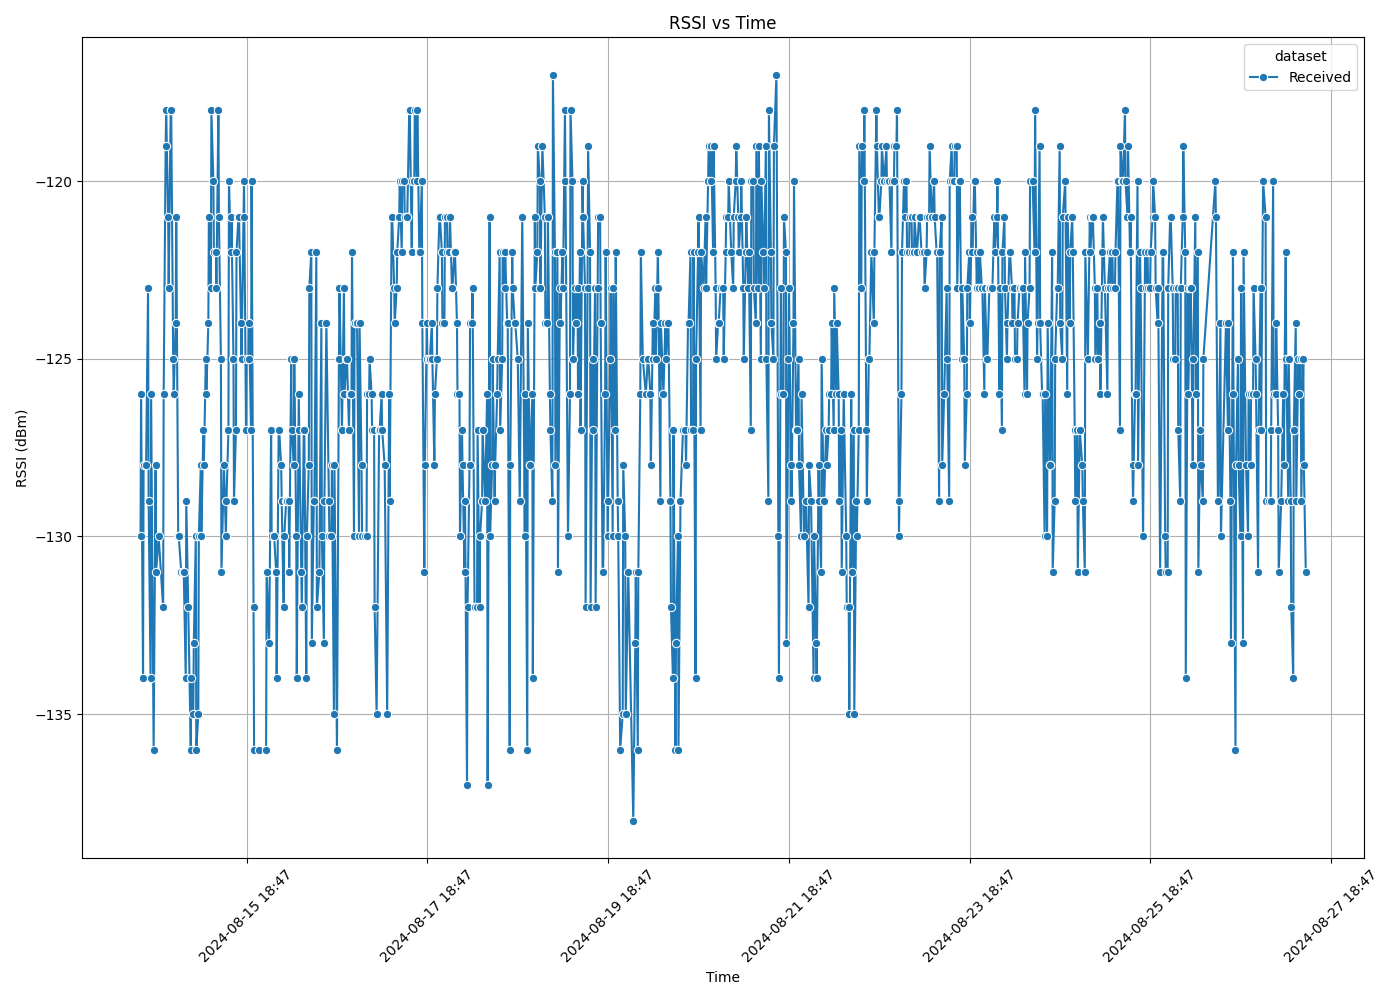 RSSI vs Time
dataset
Received
RSSI (dBm)
−120
−125
−130
−135
2024-08-15 18:47
2024-08-17 18:47
2024-08-19 18:47
2024-08-21 18:47
2024-08-23 18:47
2024-08-25 18:47
2024-08-27 18:47
Time